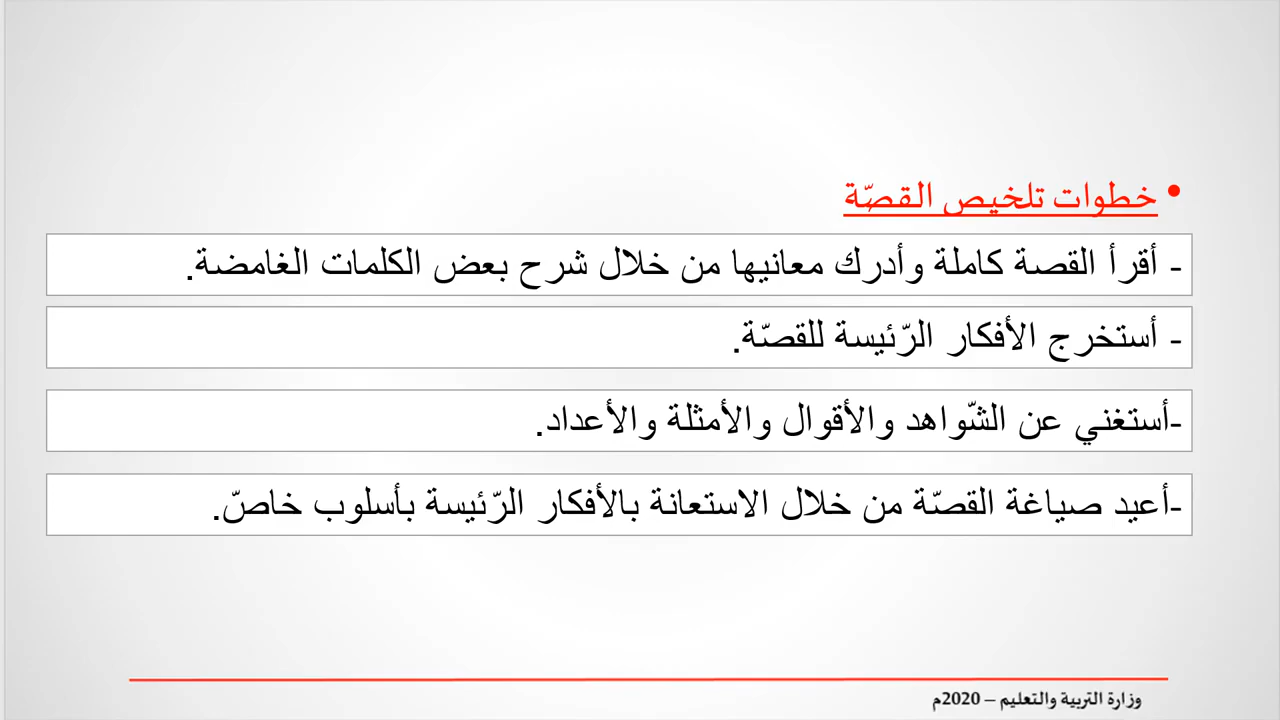 • خطوات تلخيص القصّة
- أقرأ القصة كاملة وأدرك معانيها من خلال شرح بعض الكلمات الغامضة.
- أستخرج الأفكار الرّئيسة للقصّة.
-أستغني عن الشّواهد والأقوال والأمثلة والأعداد.
-أعيد صياغة القصّة من خلال الاستعانة بالأفكار الرّئيسة بأسلوب خاصّ.
وزارة التربية والتعليم – 2020م